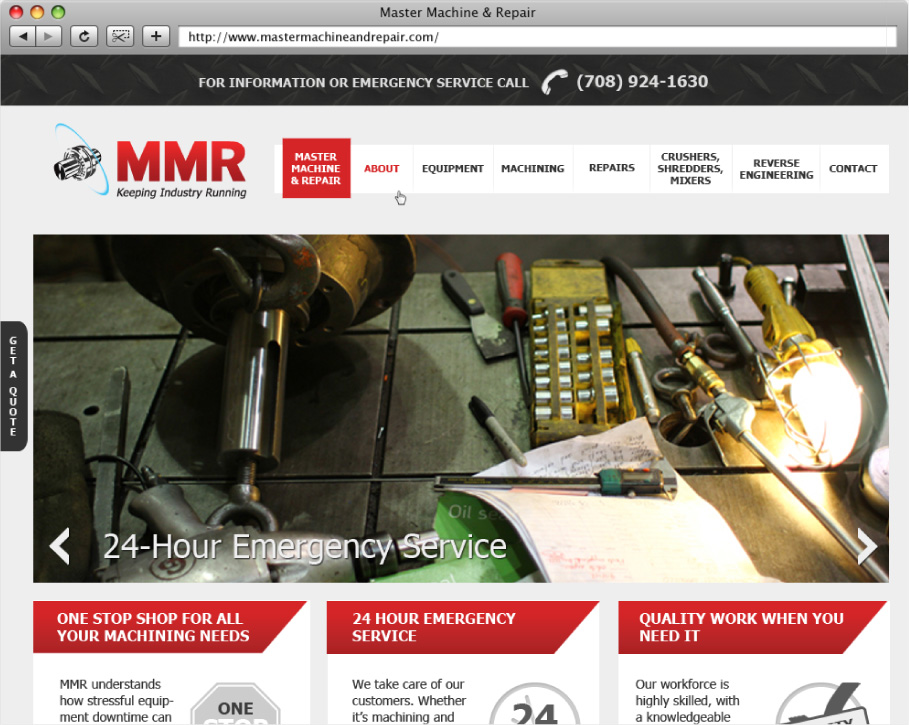 Master Machine & Repair
http://www.mastermachineandrepair.com/
FOR INFORMATION OR EMERGENCY SERVICE CALL (708) 924-1630
MMR
Keeping Industry Running
MASTER
MACHINE
& REPAIR
ABOUT
EQUIPMENT
MACHINING
REPAIRS
CRUSHERS,
SHREDDERS,
MIXERS
REVERSE
ENGINEERING
CONTACT
GET A QUOTE
Oil
24-Hour Emergency Service
ONE STOP SHOP FOR ALL
YOUR MACHINING NEEDS
MMR understands
how stressful equip-
ment downtime can
ONE
STOP
24 HOUR EMERGENCY
SERVICE
We take care of our
customers. Whether
it's machining and
24
QUALITY WORK WHEN YOU
NEED IT
Our workforce is
highly skilled, with
a knowledgeable